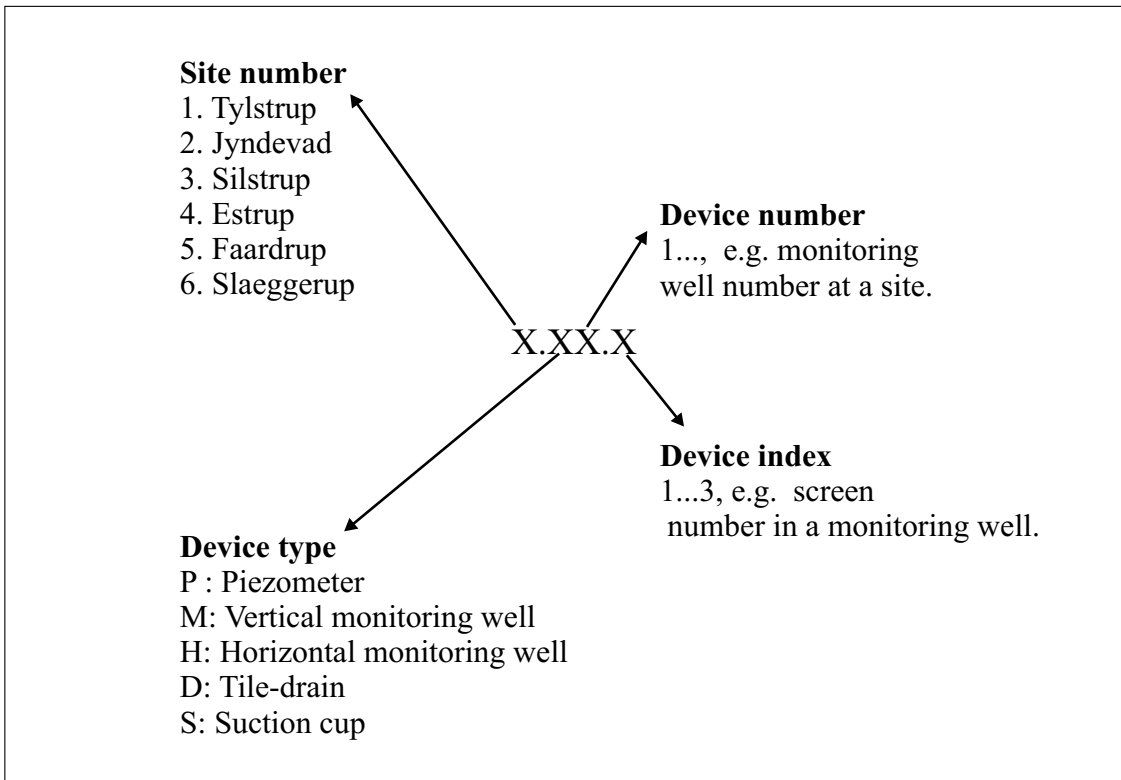 Site number
1. Tylstrup
2. Jyndevad
3. Silstrup
4. Estrup
5. Faardrup
6. Slaeggerup
Device number
1..., e.g. monitoring
well number at a site.
X.XX.X
Device index
1...3, e.g. screen
number in a monitoring well.
Device type
P : Piezometer
M: Vertical monitoring well
H: Horizontal monitoring well
D: Tile-drain
S: Suction cup